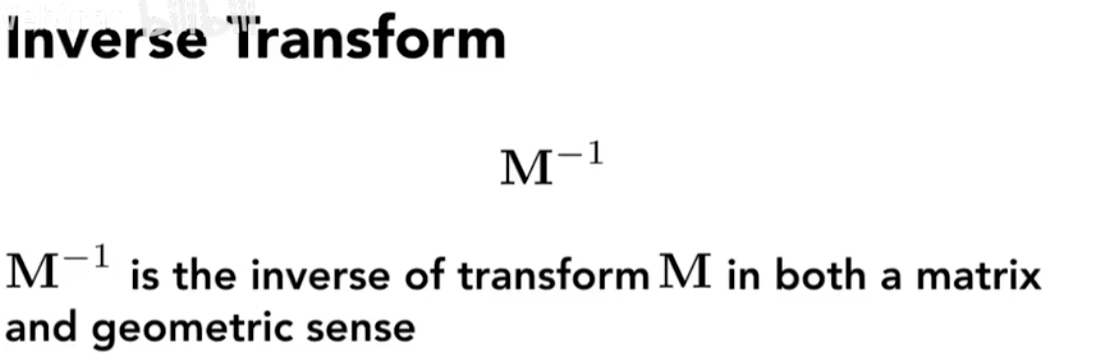 Inverse Transform
M⁻¹
M⁻¹ is the inverse of transform M in both a matrix
and geometric sense